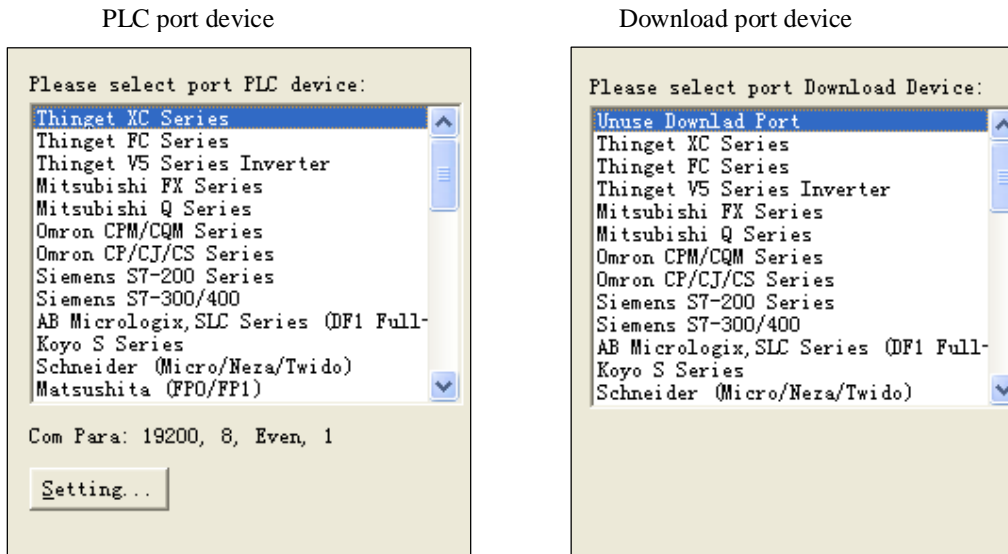 PLC port device
Please select port PLC device:
Thinget XC Series
Thinget FC Series
Thinget V5 Series Inverter
Mitsubishi FX Series
Mitsubishi Q Series
Omron CPM/CQM Series
Omron CP/CJ/CS Series
Siemens S7-200 Series
Siemens S7-300/400
AB Micrologix,SLC Series (DF1 Full-
Koyo S Series
Schneider (Micro/Neza/Twido)
Matsushita (FP0/FP1)
Com Para: 19200, 8, Even, 1
Setting...
Download port device
Please select port Download Device:
Unuse Downlad Port
Thinget XC Series
Thinget FC Series
Thinget V5 Series Inverter
Mitsubishi FX Series
Mitsubishi Q Series
Omron CPM/CQM Series
Omron CP/CJ/CS Series
Siemens S7-200 Series
Siemens S7-300/400
AB Micrologix,SLC Series (DF1 Full-
Koyo S Series
Schneider (Micro/Neza/Twido)